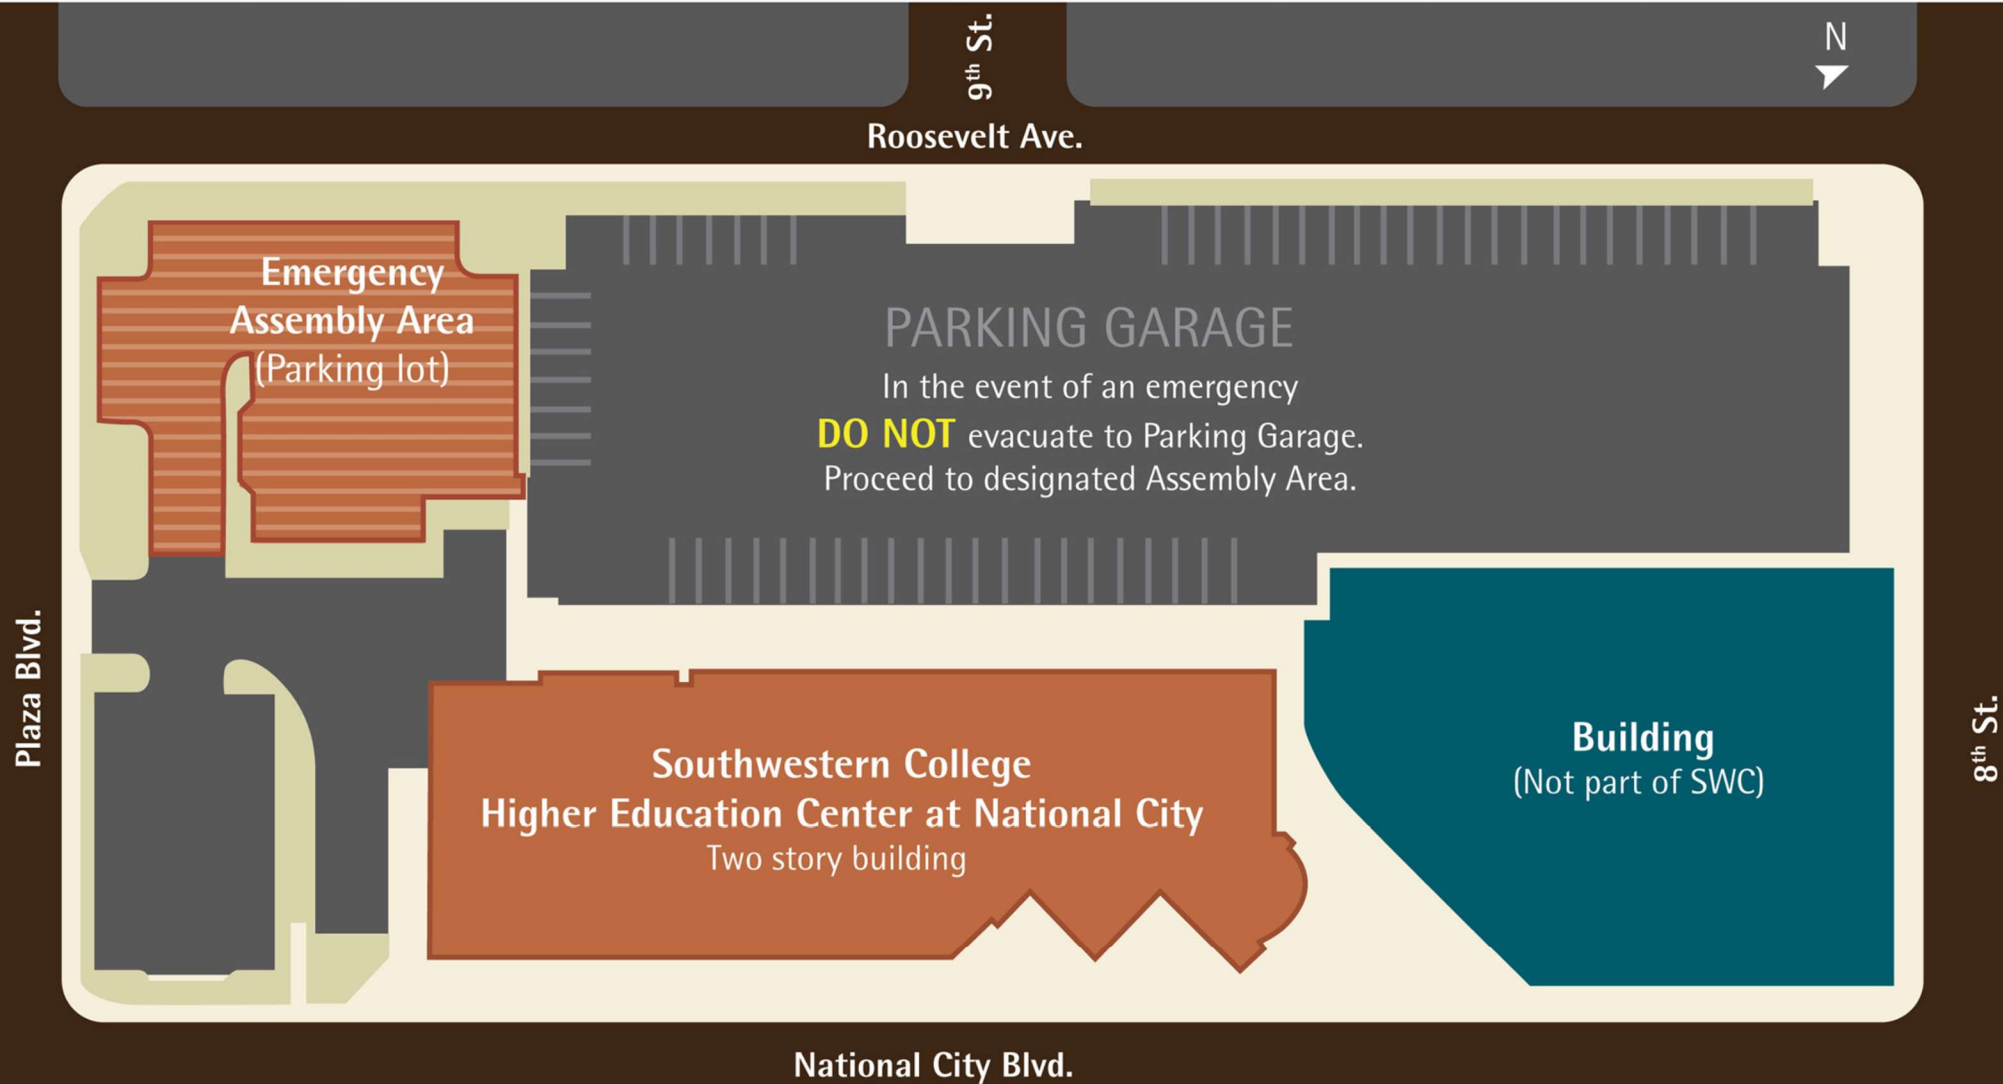 9th St.
N
Roosevelt Ave.
Emergency
Assembly Area
(Parking lot)
PARKING GARAGE
In the event of an emergency
DO NOT evacuate to Parking Garage.
Proceed to designated Assembly Area.
Plaza Blvd.
Southwestern College
Higher Education Center at National City
Two story building
Building
(Not part of SWC)
8th St.
National City Blvd.